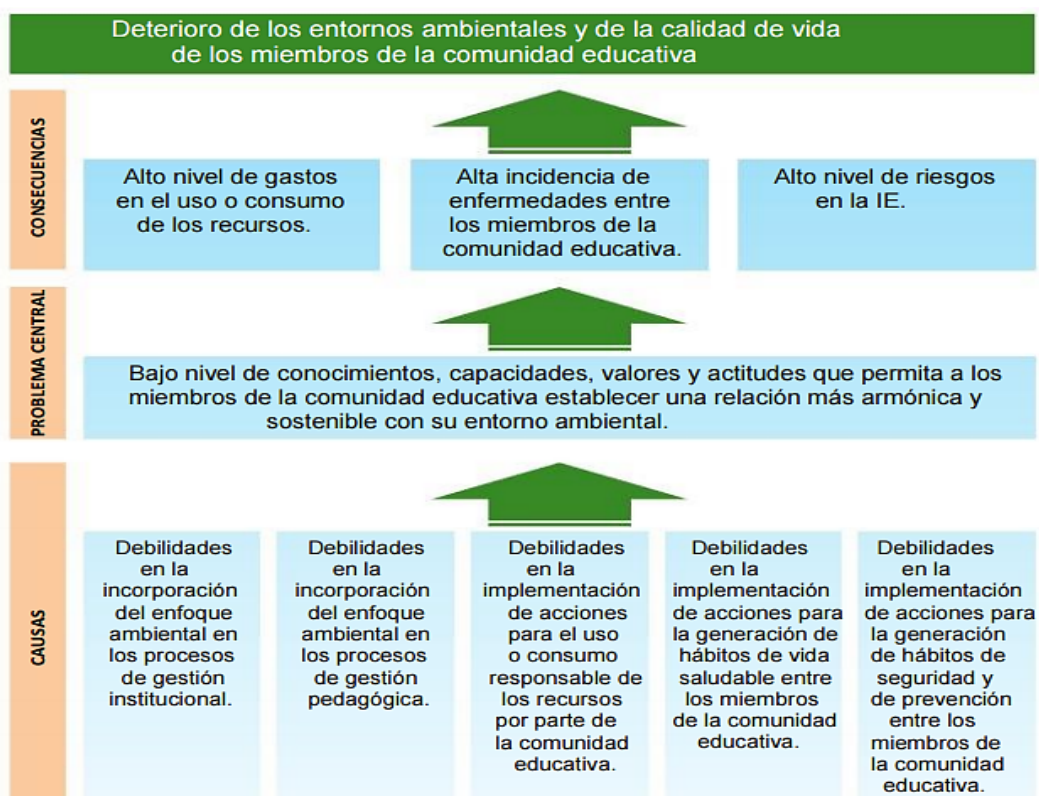 Deterioro de los entornos ambientales y de la calidad de vida
de los miembros de la comunidad educativa
CONSECUENCIAS
Alto nivel de gastos
en el uso o consumo
de los recursos.
Alta incidencia de
enfermedades entre
los miembros de la
comunidad educativa.
Alto nivel de riesgos
en la IE.
PROBLEMA CENTRAL
Bajo nivel de conocimientos, capacidades, valores y actitudes que permita a los
miembros de la comunidad educativa establecer una relación más armónica y
sostenible con su entorno ambiental.
CAUSAS
Debilidades
en la
incorporación
del enfoque
ambiental en
los procesos
de gestión
institucional.
Debilidades
en la
incorporación
del enfoque
ambiental en
los procesos
de gestión
pedagógica.
Debilidades
en la
implementación
de acciones
para el uso
o consumo
responsable de
los recursos
por parte de
la comunidad
educativa.
Debilidades
en la
implementación
de acciones para
la generación de
hábitos de vida
saludable entre
los miembros
de la comunidad
educativa.
Debilidades
en la
implementación
de acciones para
la generación
de hábitos de
seguridad y
de prevención
entre los
miembros de
la comunidad
educativa.